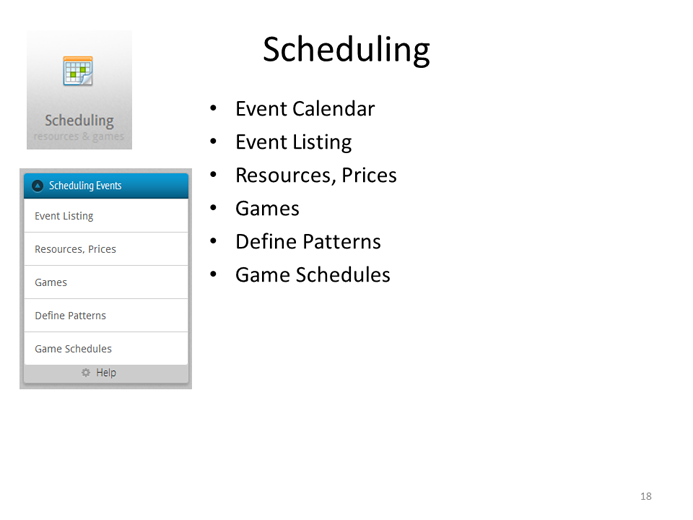 Scheduling
Scheduling
resources & games
• Event Calendar
• Event Listing
• Resources, Prices
• Games
• Define Patterns
• Game Schedules
Scheduling Events
Event Listing
Resources, Prices
Games
Define Patterns
Game Schedules
Help
18